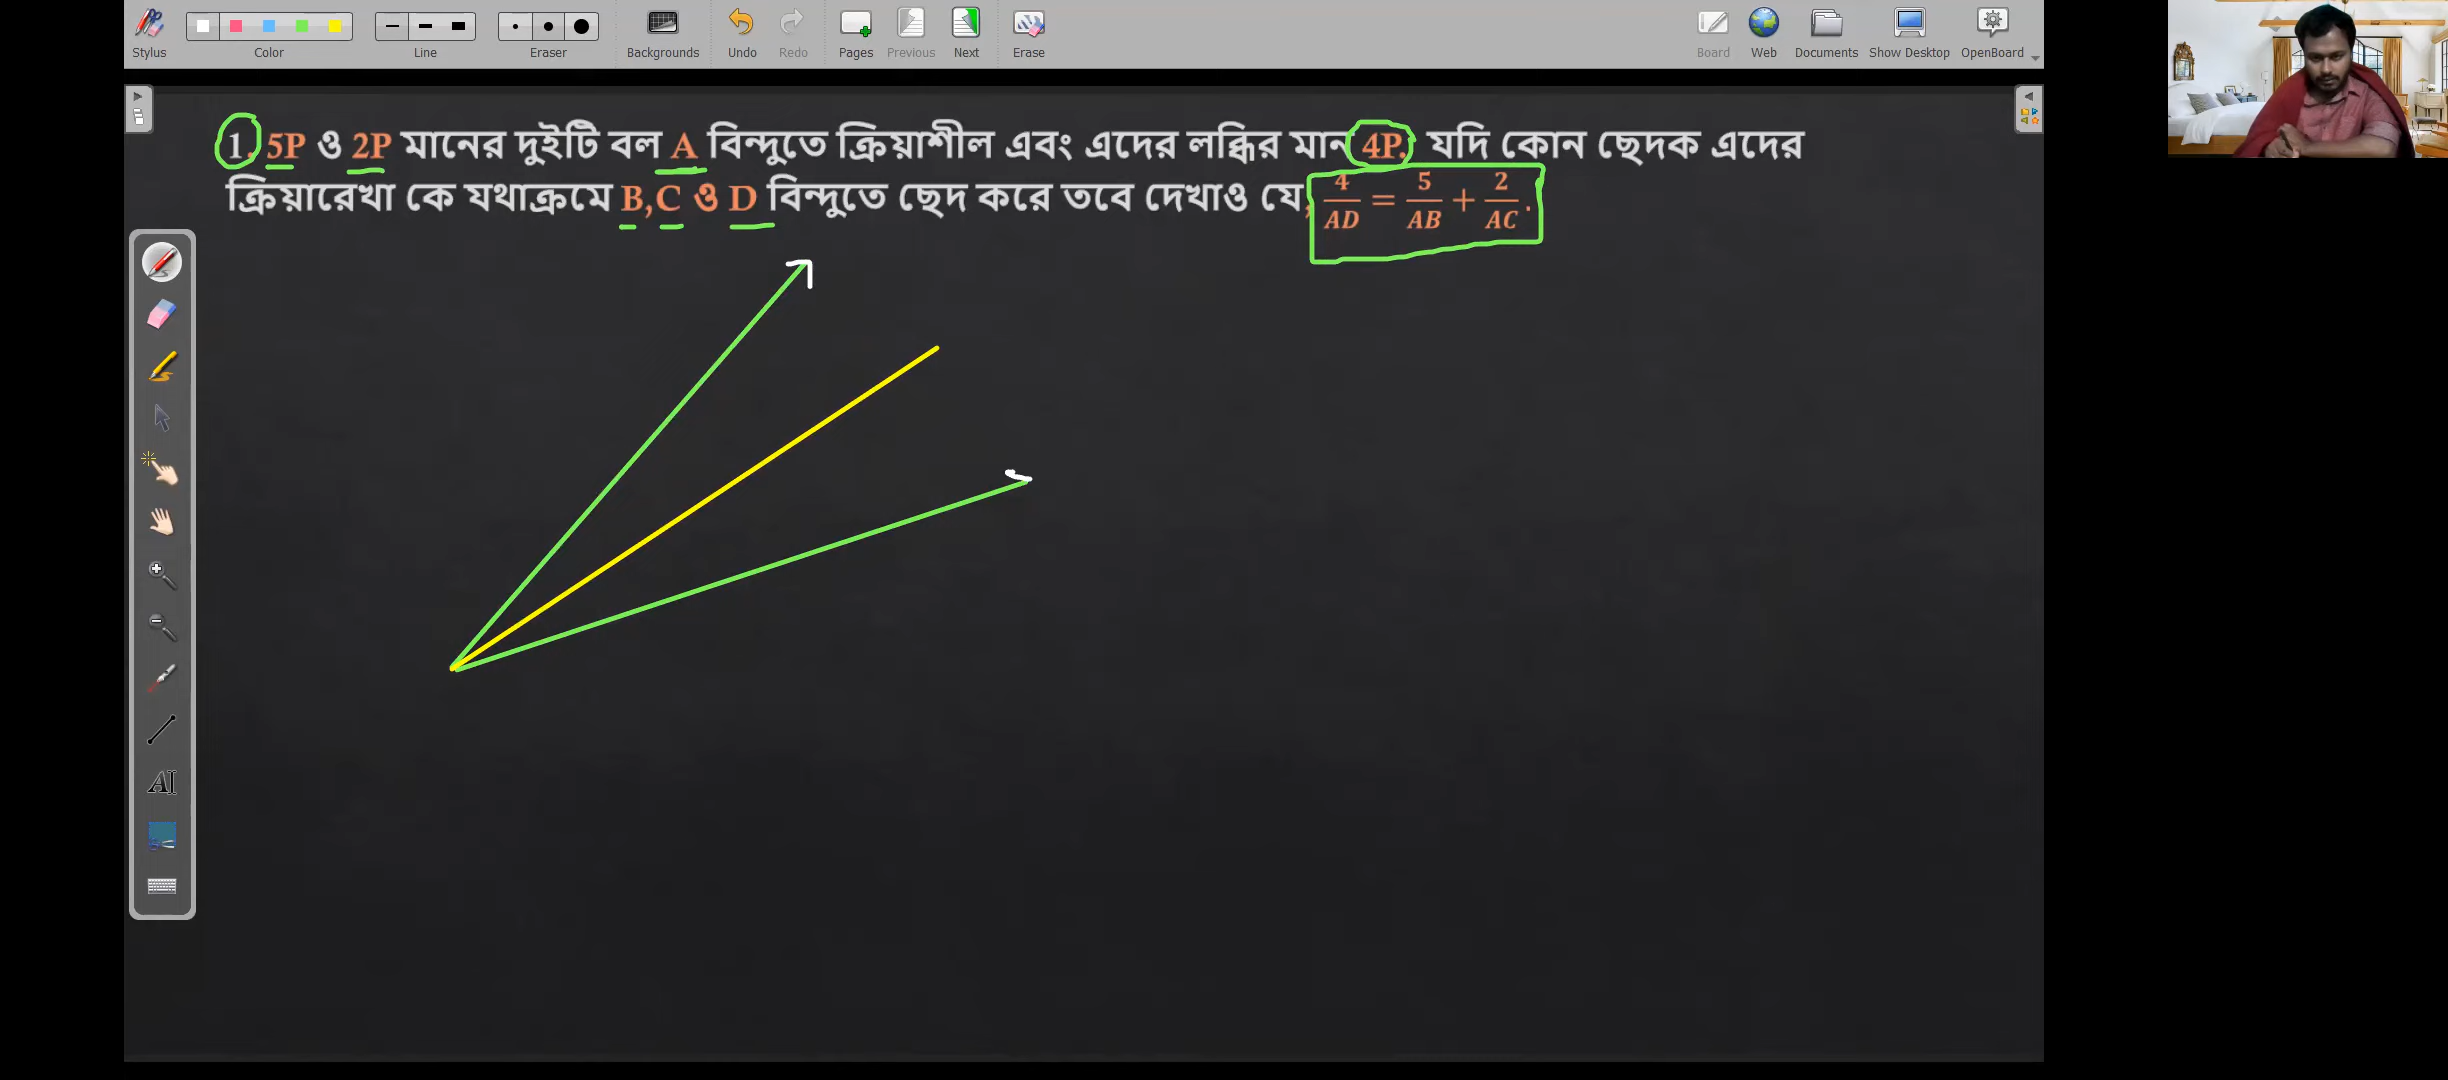 Stylus Color Line Eraser Backgrounds Undo Redo Pages Previous Next Erase Board Web Documents Show Desktop OpenBoard
1. 5P ও 2P মানের দুইটি বল A বিন্দুতে ক্রিয়াশীল এবং এদের লব্ধির মান 4P. যদি কোন ছেদক এদের
ক্রিয়ারেখা কে যথাক্রমে B,C ও D বিন্দুতে ছেদ করে তবে দেখাও যে, 4/AD = 5/AB + 2/AC.